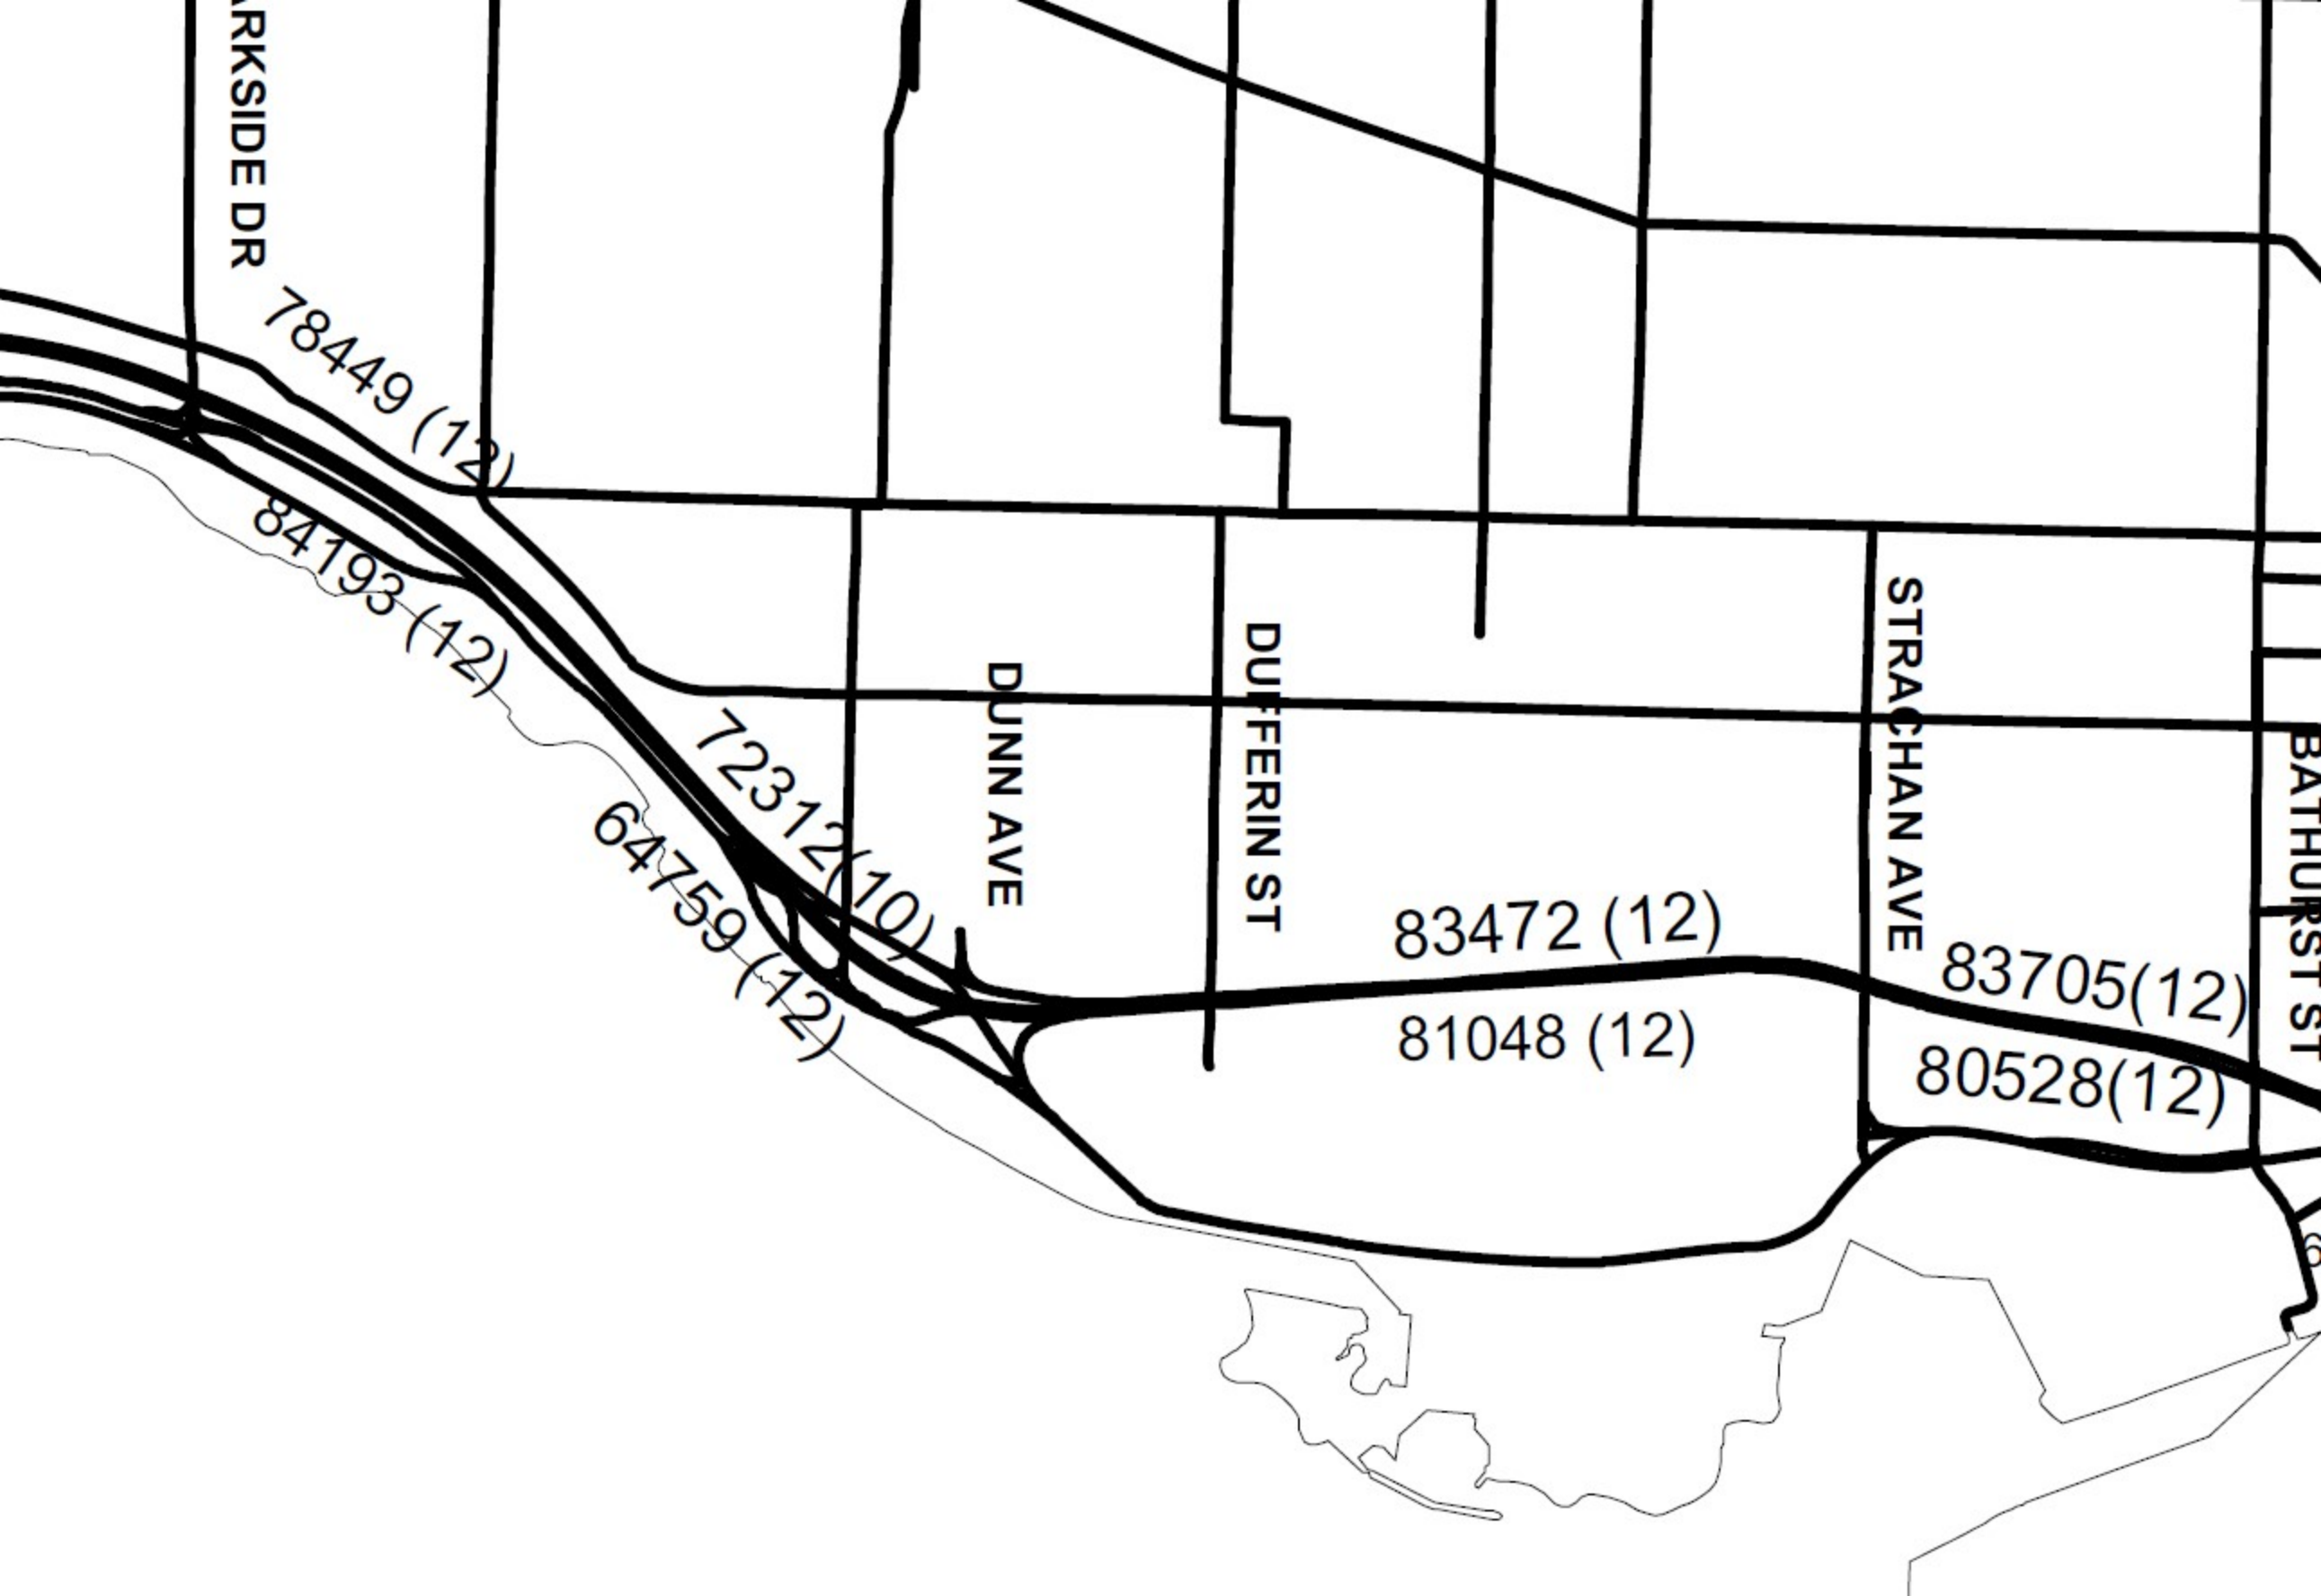 ARKSIDE DR
78449 (12)
84193 (12)
72312(10)
64759 (12)
DUNN AVE
DUFFERIN ST
STRACHAN AVE
BATHURST ST
83472 (12)
81048 (12)
83705(12)
80528(12)
6